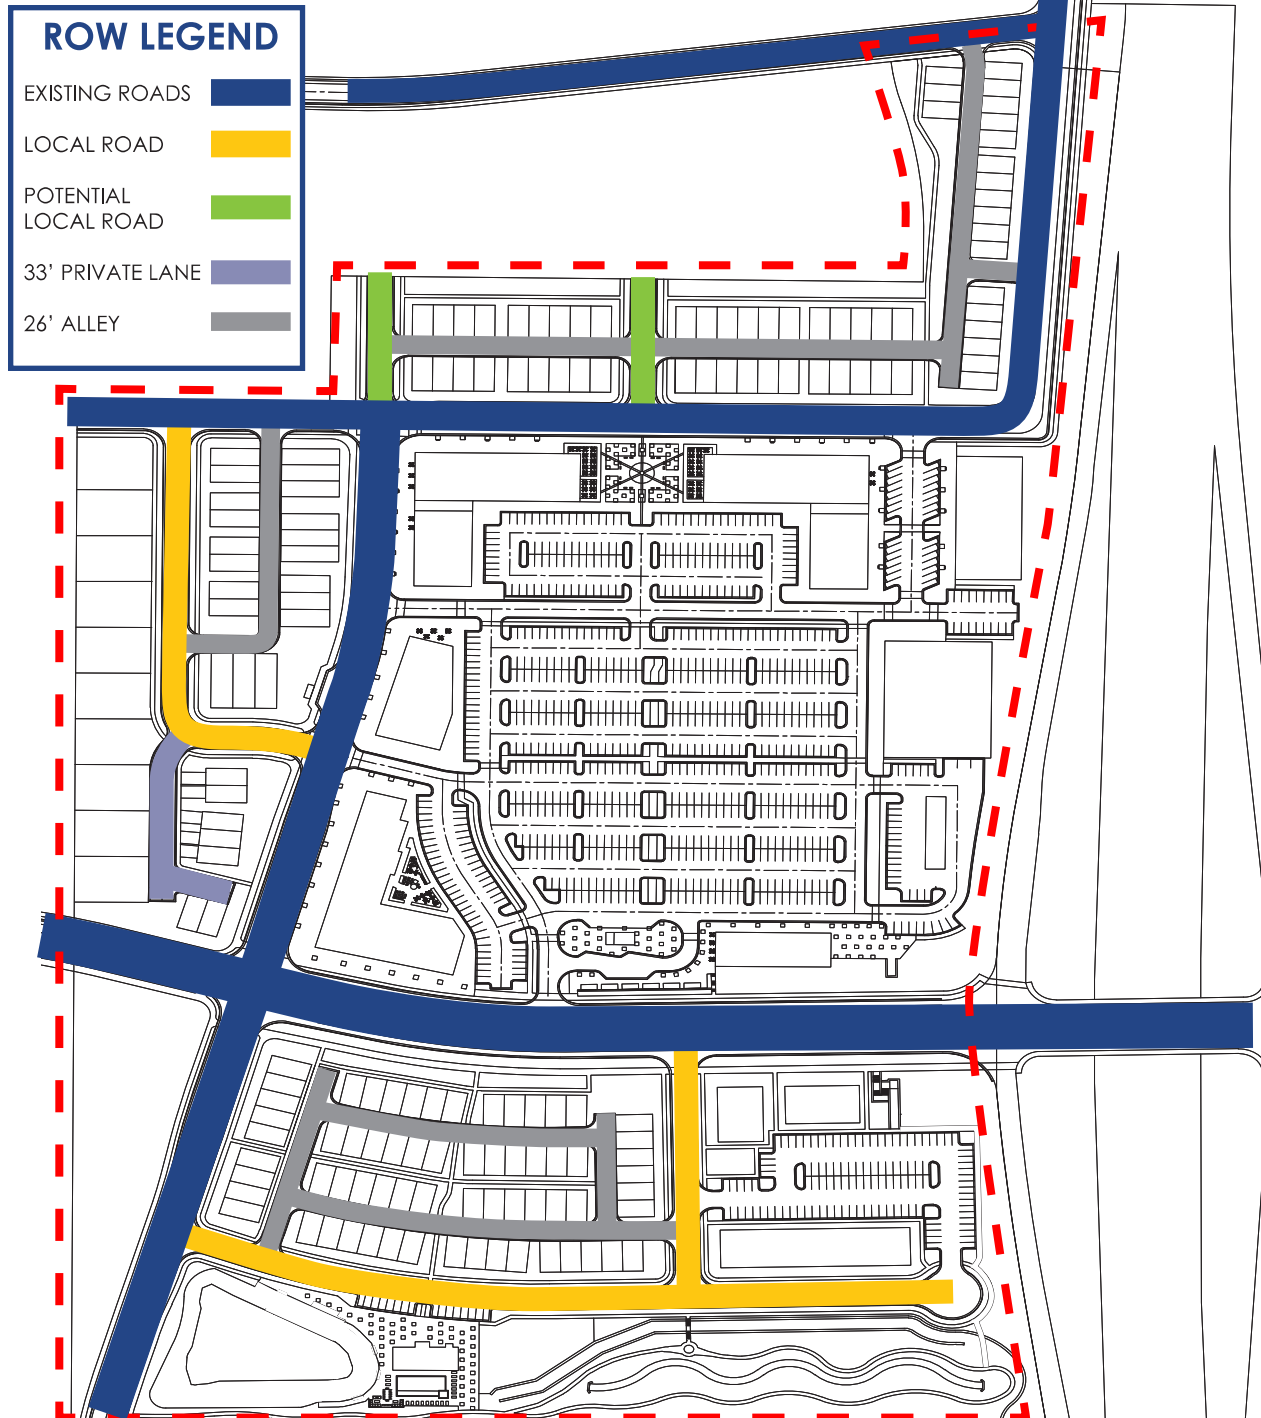 ROW LEGEND
EXISTING ROADS
LOCAL ROAD
POTENTIAL
LOCAL ROAD
33’ PRIVATE LANE
26’ ALLEY